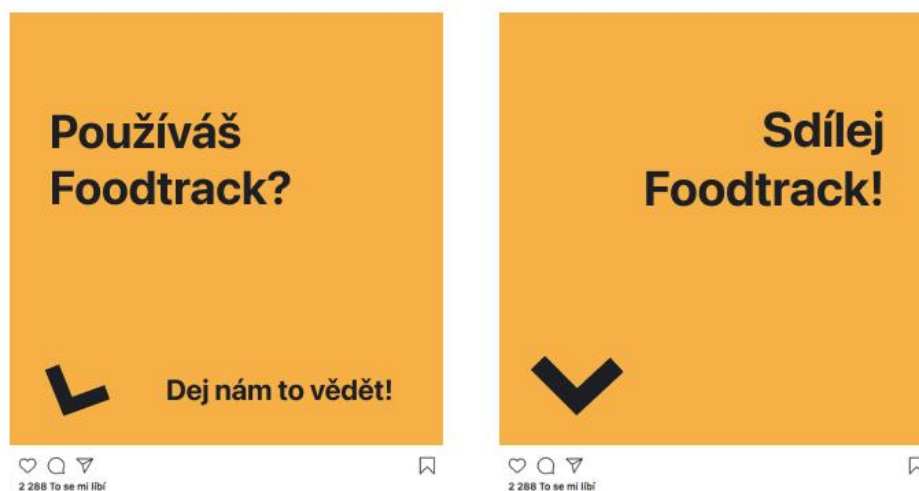 Používáš
Foodtrack?
Dej nám to vědět!
2 288 To se mi líbí
Sdílej
Foodtrack!
2 288 To se mi líbí